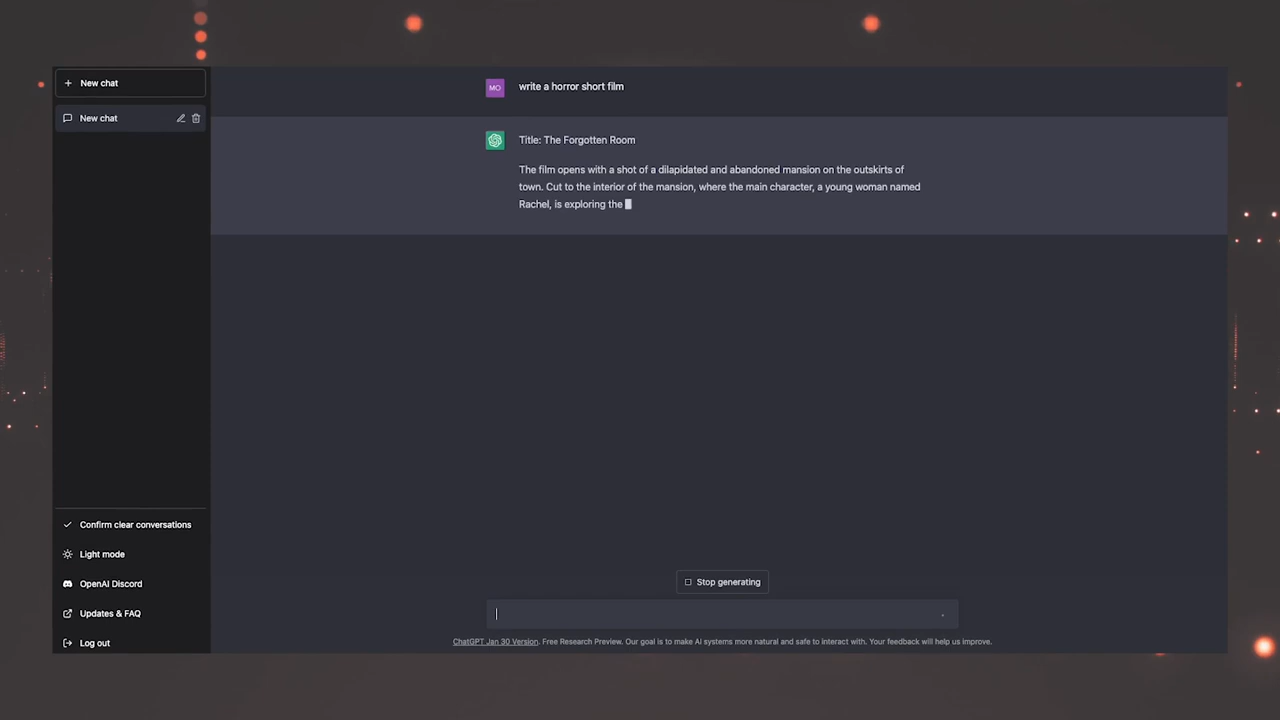 New chat
New chat
Confirm clear conversations
Light mode
OpenAI Discord
Updates & FAQ
Log out
MO
write a horror short film
Title: The Forgotten Room
The film opens with a shot of a dilapidated and abandoned mansion on the outskirts of
town. Cut to the interior of the mansion, where the main character, a young woman named
Rachel, is exploring the
Stop generating
ChatGPT Jan 30 Version. Free Research Preview. Our goal is to make AI systems more natural and safe to interact with. Your feedback will help us improve.